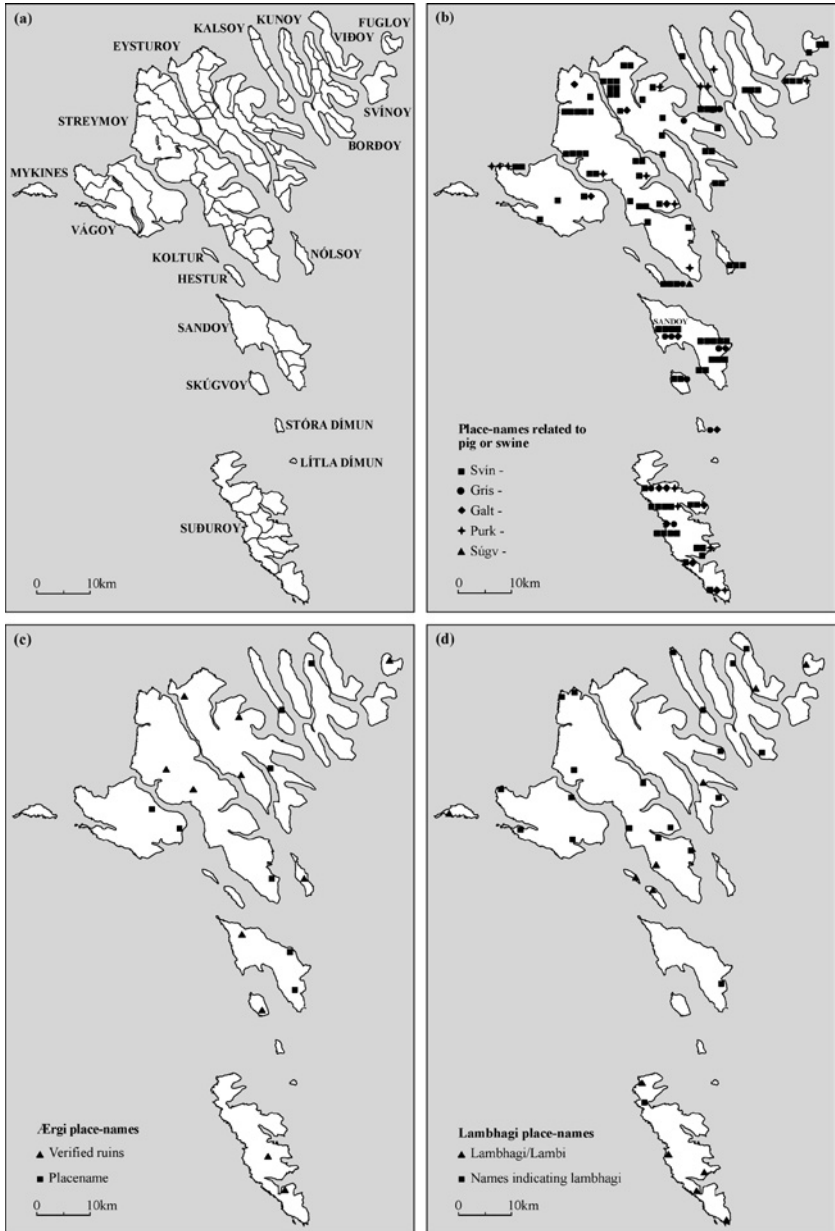 (a)
KUNOY
FUGLOY
KALSOY
VIÐOY
EYSTUROY
SVÍNOY
STREYMOY
BORÐOY
MYKINES
VÁGOY
NÓLSOY
KOLTUR
HESTUR
SANDOY
SKÚGVOY
STÓRA DÍMUN
LÍTLA DÍMUN
SUÐUROY
0 10km
(b)
SANDOY
Place-names related to
pig or swine
Svín -
Grís -
Galt -
Purk -
Súgv -
0 10km
(c)
Ærgi place-names
Verified ruins
Placename
0 10km
(d)
Lambhagi place-names
Lambhagi/Lambi
Names indicating lambhagi
0 10km